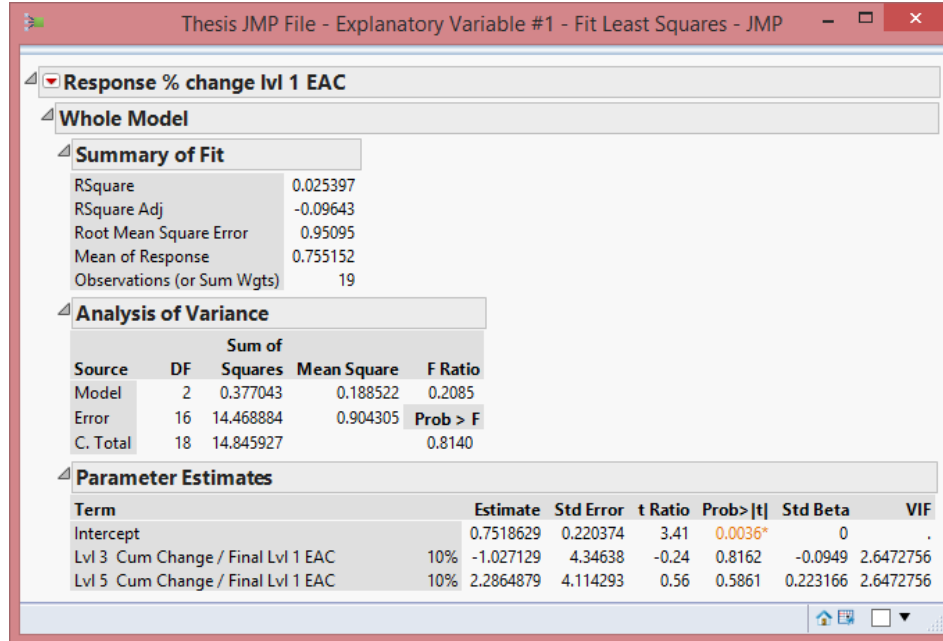 Thesis JMP File - Explanatory Variable #1 - Fit Least Squares - JMP
Response % change lvl 1 EAC
Whole Model
Summary of Fit
RSquare 0.025397
RSquare Adj -0.09643
Root Mean Square Error 0.95095
Mean of Response 0.755152
Observations (or Sum Wgts) 19
Analysis of Variance
Sum of
Source DF Squares Mean Square F Ratio
Model 2 0.377043 0.188522 0.2085
Error 16 14.468884 0.904305 Prob > F
C. Total 18 14.845927 0.8140
Parameter Estimates
Term Estimate Std Error t Ratio Prob>|t| Std Beta VIF
Intercept 0.7518629 0.220374 3.41 0.0036* 0 .
Lvl 3 Cum Change / Final Lvl 1 EAC 10% -1.027129 4.34638 -0.24 0.8162 -0.0949 2.6472756
Lvl 5 Cum Change / Final Lvl 1 EAC 10% 2.2864879 4.114293 0.56 0.5861 0.223166 2.6472756